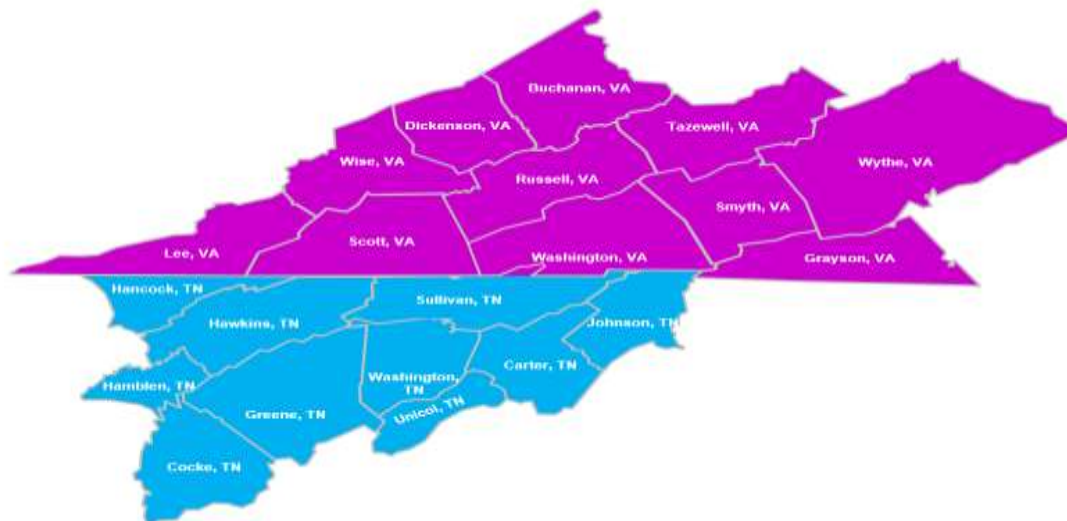 Buchanan, VA
Dickenson, VA
Tazewell, VA
Wise, VA
Wythe, VA
Russell, VA
Smyth, VA
Scott, VA
Lee, VA
Washington, VA
Grayson, VA
Hancock, TN
Sullivan, TN
Hawkins, TN
Johnson, TN
Carter, TN
Washington,
TN
Hamblen, TN
Greene, TN
Unicoi, TN
Cocke, TN